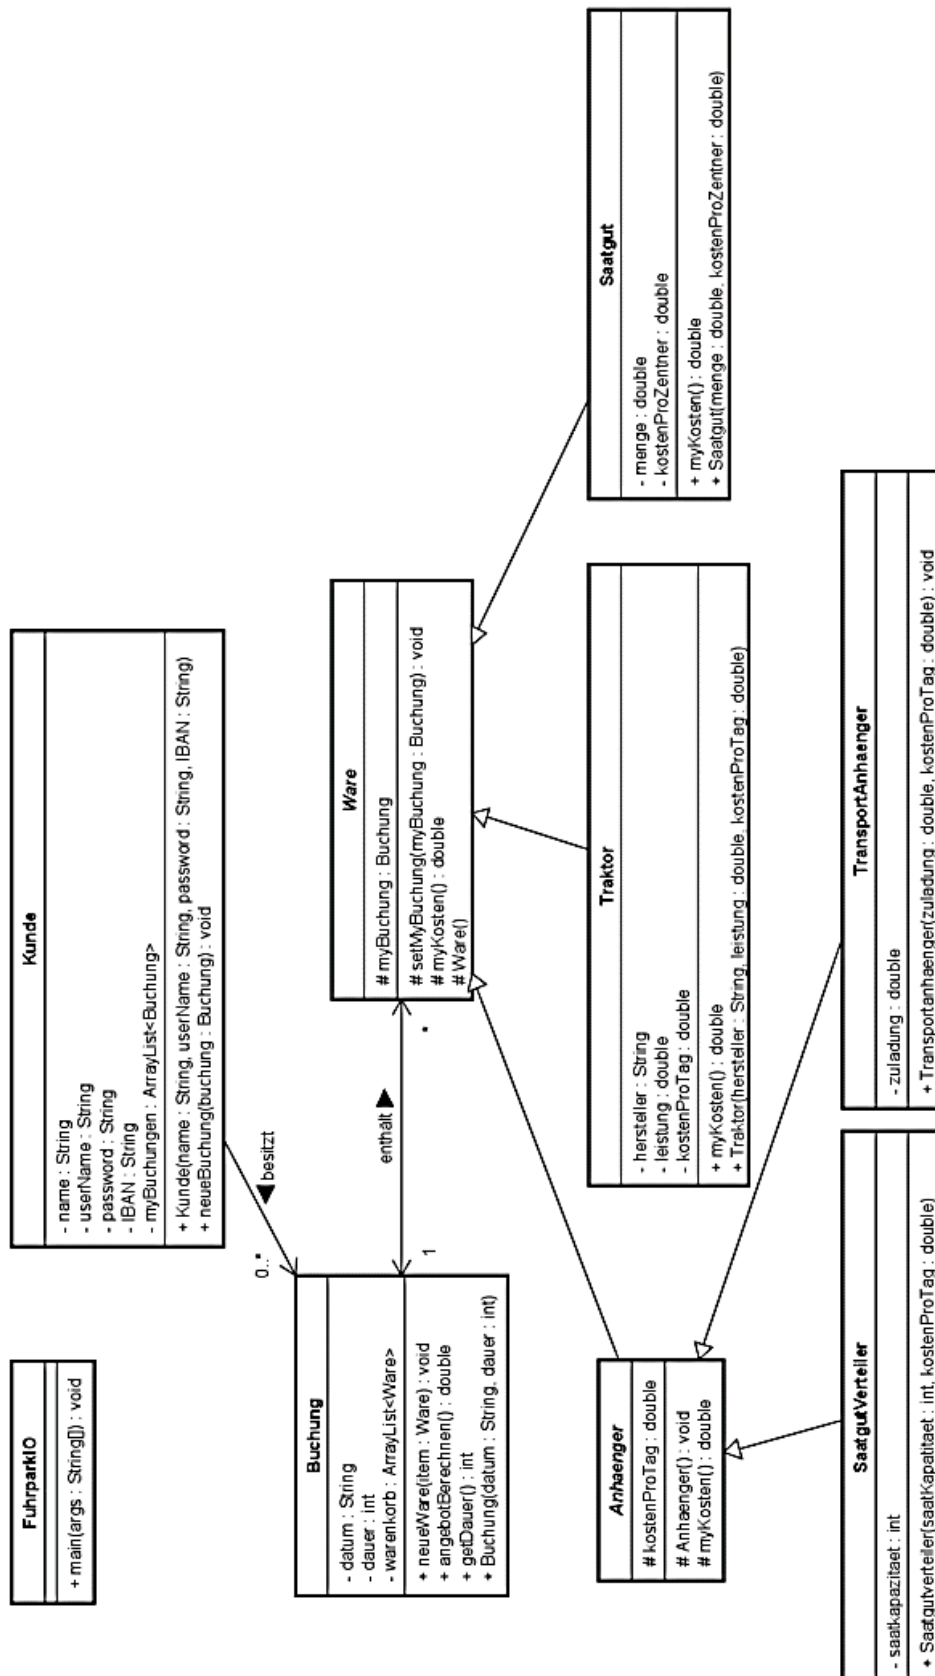 FuhrparkIO
+ main(args : String[]) : void
Kunde
- name : String
- userName : String
- password : String
- IBAN : String
- myBuchungen : ArrayList<Buchung>
+ Kunde(name : String, userName : String, password : String, IBAN : String)
+ neueBuchung(buchung : Buchung) : void
0..*
◀ besitzt
Buchung
- datum : String
- dauer : int
- warenkorb : ArrayList<Ware>
+ neueWare(item : Ware) : void
+ angebotBerechnen() : double
+ getDauer() : int
+ Buchung(datum : String, dauer : int)
1
enthält ▶
*
Ware
# myBuchung : Buchung
# setMyBuchung(myBuchung : Buchung) : void
# myKosten() : double
# Ware()
Anhaenger
# kostenProTag : double
# Anhaenger() : void
# myKosten() : double
Traktor
- hersteller : String
- leistung : double
- kostenProTag : double
+ myKosten() : double
+ Traktor(hersteller : String, leistung : double, kostenProTag : double)
Saatgut
- menge : double
- kostenProZentner : double
+ myKosten() : double
+ Saatgut(menge : double, kostenProZentner : double)
SaatgutVerteiler
- saatkapazitaet : int
+ Saatgutverteiler(saatKapatitaet : int, kostenProTag : double)
TransportAnhaenger
- zuladung : double
+ Transportanhaenger(zuladung : double, kostenProTag : double) : void